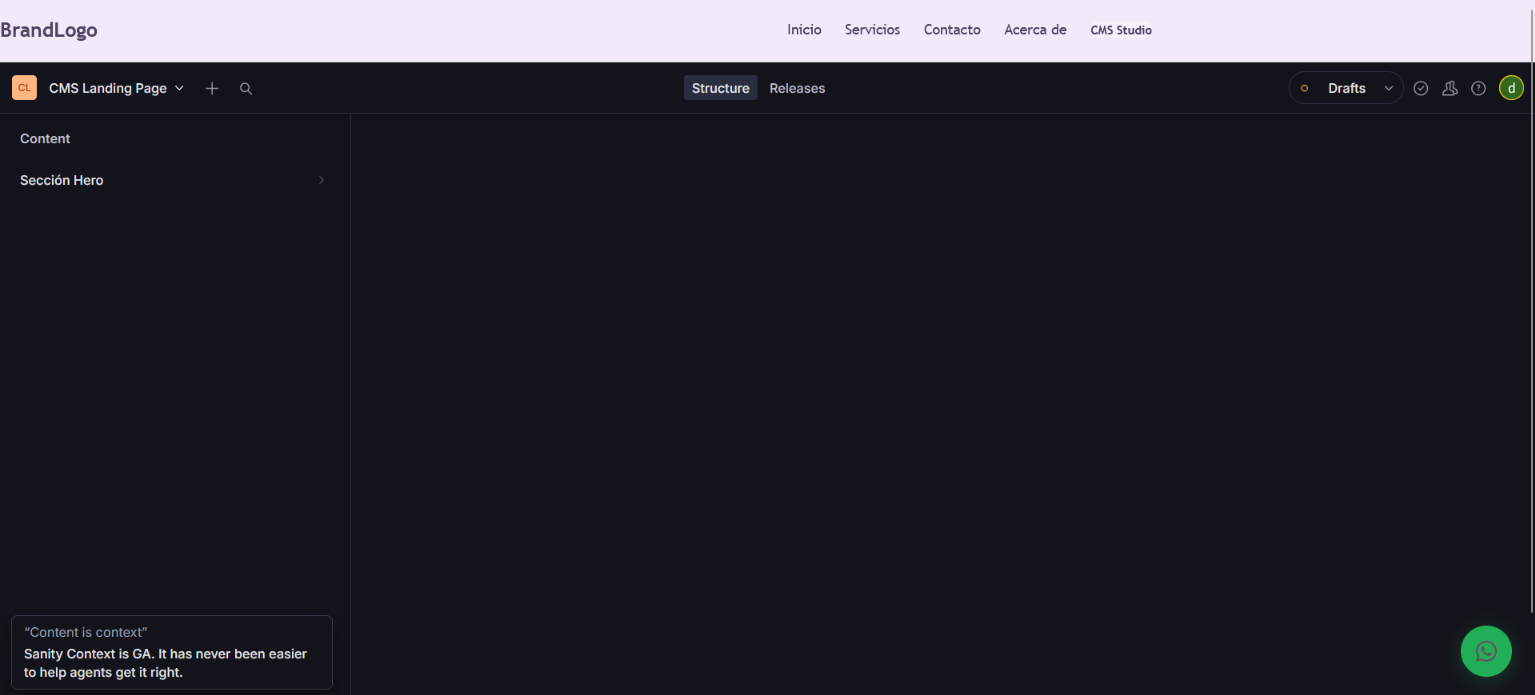 BrandLogo
Inicio
Servicios
Contacto
Acerca de
CMS Studio
CL
CMS Landing Page
Structure
Releases
Drafts
?
d
Content
Sección Hero
“Content is context”
Sanity Context is GA. It has never been easier
to help agents get it right.